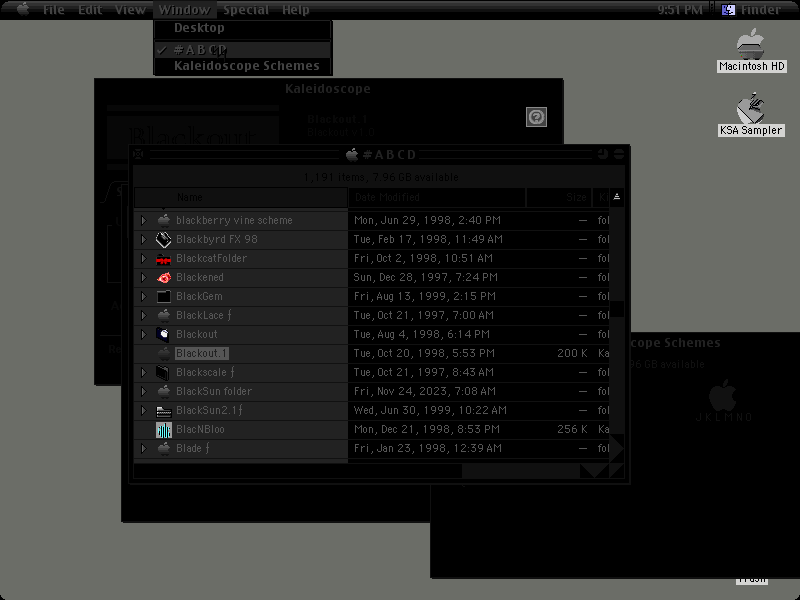 File Edit View Window Special Help 9:51 PM Finder
Desktop
✓ #ABCD
Kaleidoscope Schemes
Macintosh HD
KSA Sampler
Kaleidoscope
Blackout
Blackout.1
Blackout v1.0
#ABCD
1,191 items, 7.96 GB available
Name Date Modified Size
blackberry vine scheme Mon, Jun 29, 1998, 2:40 PM — fol
Blackbyrd FX 98 Tue, Feb 17, 1998, 11:49 AM — fol
BlackcatFolder Fri, Oct 2, 1998, 10:51 AM — fol
Blackened Sun, Dec 28, 1997, 7:24 PM — fol
BlackGem Fri, Aug 13, 1999, 2:15 PM — fol
BlackLace ƒ Tue, Oct 21, 1997, 7:00 AM — fol
Blackout Tue, Aug 4, 1998, 6:14 PM — fol
Blackout.1 Tue, Oct 20, 1998, 5:53 PM 200 K Ka
Blackscale ƒ Tue, Oct 21, 1997, 8:43 AM — fol
BlackSun folder Fri, Nov 24, 2023, 7:08 AM — fol
BlackSun2.1ƒ Wed, Jun 30, 1999, 10:22 AM — fol
BlacNBloo Mon, Dec 21, 1998, 8:53 PM 256 K Ka
Blade ƒ Fri, Jan 23, 1998, 12:39 AM — fol
cope Schemes
96 GB available
JKLMNO
Trash